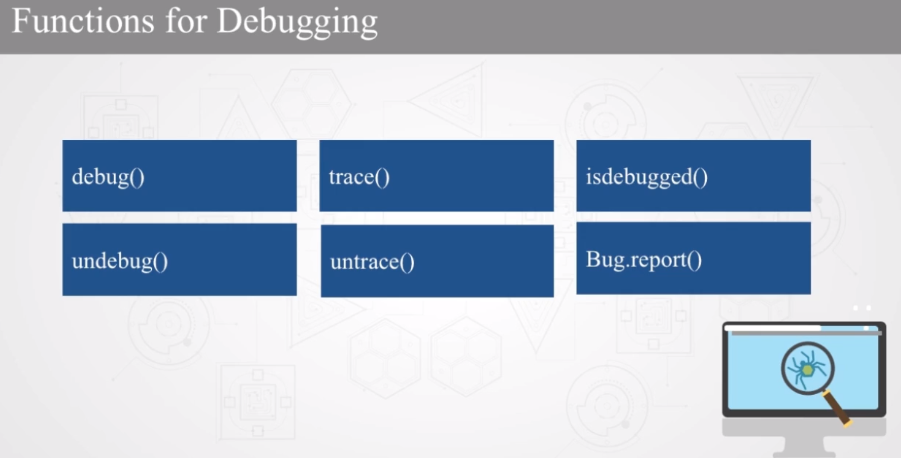 Functions for Debugging
debug()
trace()
isdebugged()
undebug()
untrace()
Bug.report()